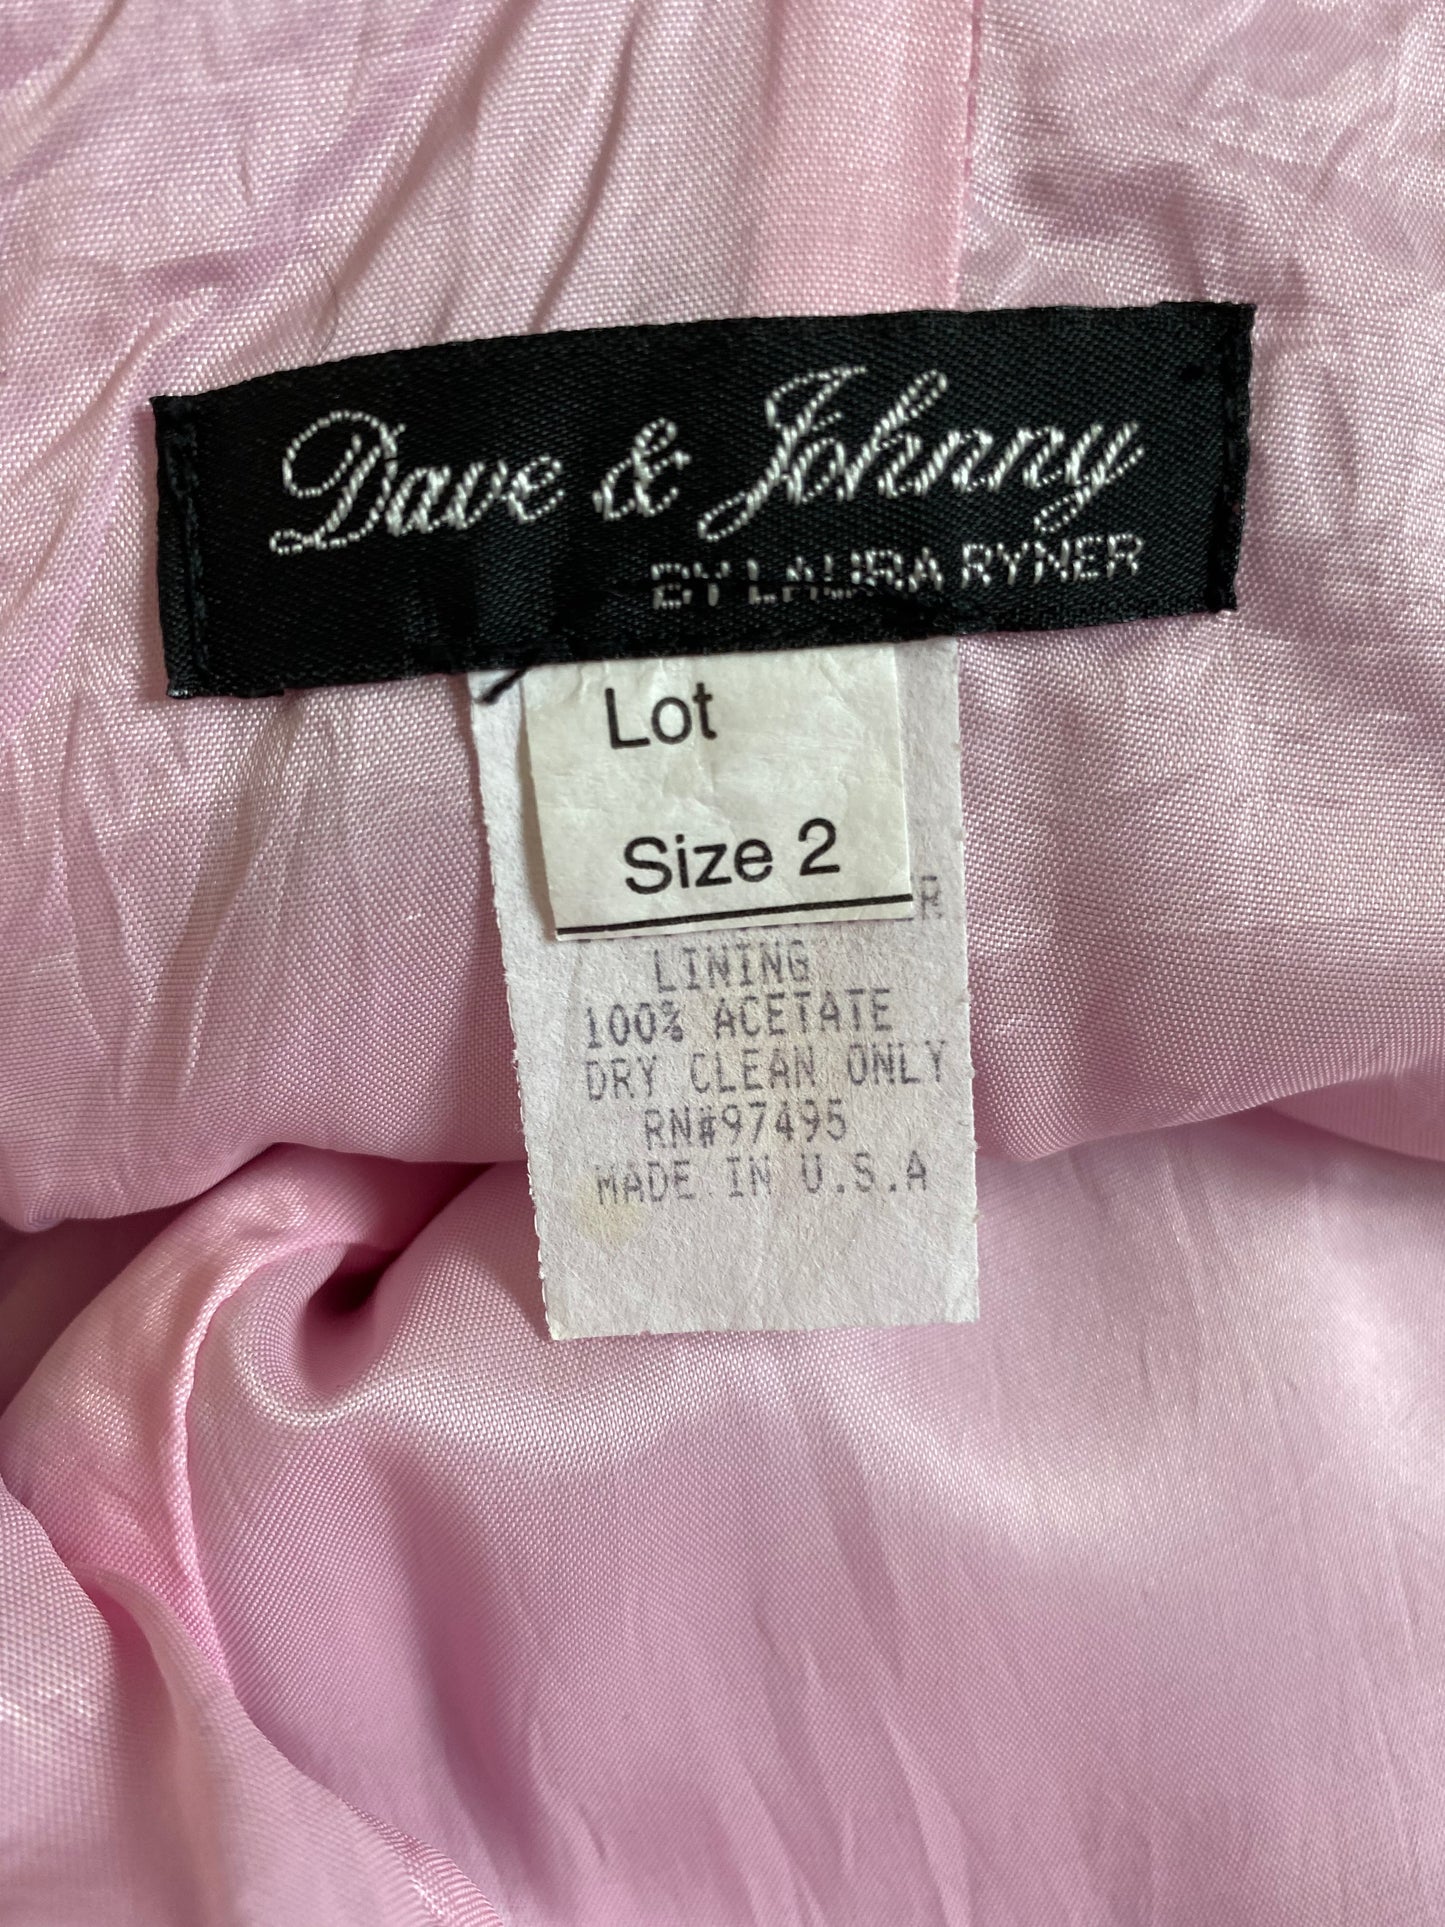 Dave & Johnny
BY LAURA RYNER
Lot
Size 2
LINING
100% ACETATE
DRY CLEAN ONLY
RN#97495
MADE IN U.S.A